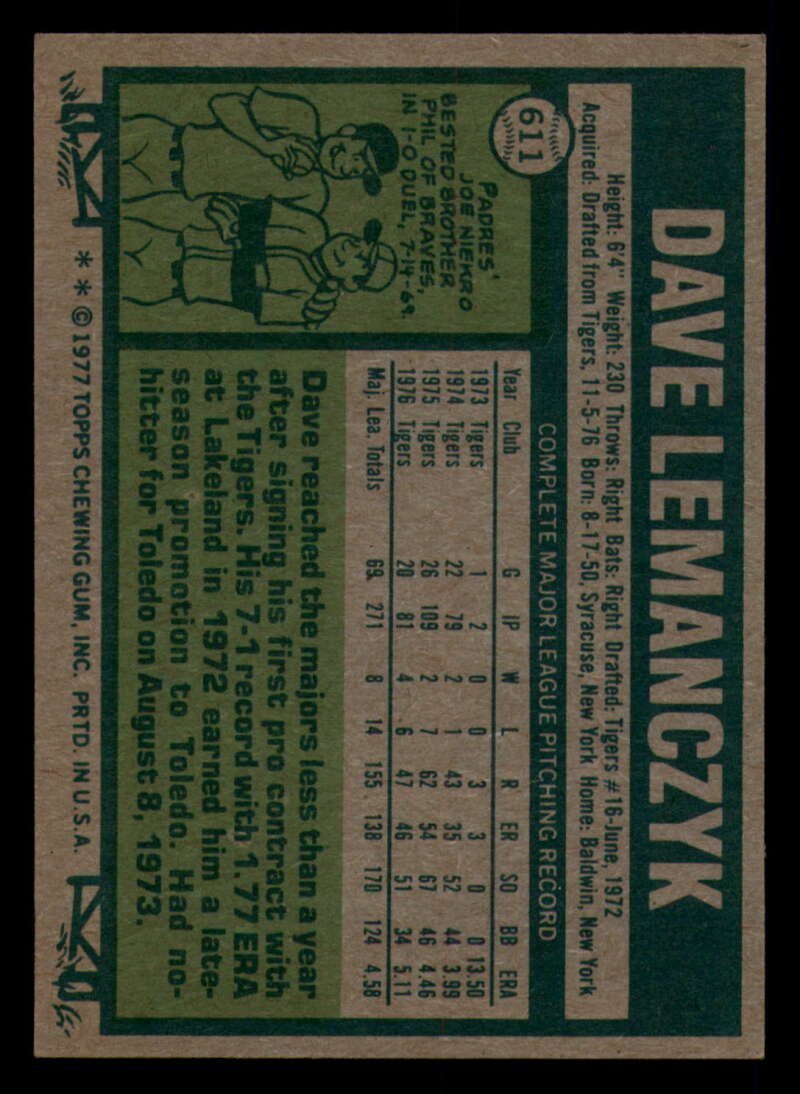 611
DAVE LEMANCZYK
Height: 6'4" Weight: 230 Throws: Right Bats: Right Drafted: Tigers #16-June, 1972
Acquired: Drafted from Tigers, 11-5-76 Born: 8-17-50, Syracuse, New York Home: Baldwin, New York
PADRES'
JOE NIEKRO
BESTED BROTHER
PHIL OF BRAVES,
IN 1-0 DUEL, 7-14-69.
COMPLETE MAJOR LEAGUE PITCHING RECORD
Year Club G IP W L R ER SO BB ERA
1973 Tigers 1 2 0 0 3 3 0 0 13.50
1974 Tigers 22 79 2 1 43 35 52 44 3.99
1975 Tigers 26 109 2 7 62 54 67 46 4.46
1976 Tigers 20 81 4 6 47 46 51 34 5.11
Maj. Lea. Totals 69 271 8 14 155 138 170 124 4.58
Dave reached the majors less than a year
after signing his first pro contract with
the Tigers. His 7-1 record with 1.77 ERA
at Lakeland in 1972 earned him a late-
season promotion to Toledo. Had no-
hitter for Toledo on August 8, 1973.
* * © 1977 TOPPS CHEWING GUM, INC. PRTD. IN U.S.A.